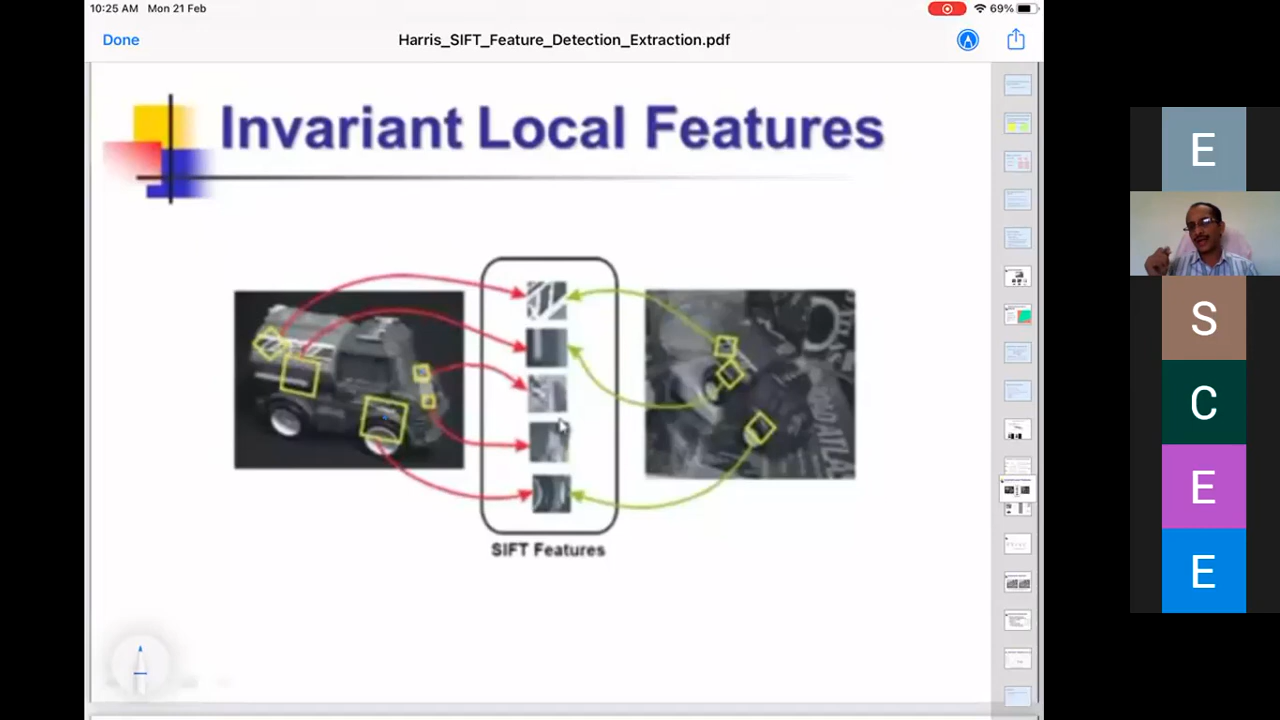 10:25 AM Mon 21 Feb
69%
Done
Harris_SIFT_Feature_Detection_Extraction.pdf
Invariant Local Features
SIFT Features
E
S
C
E
E